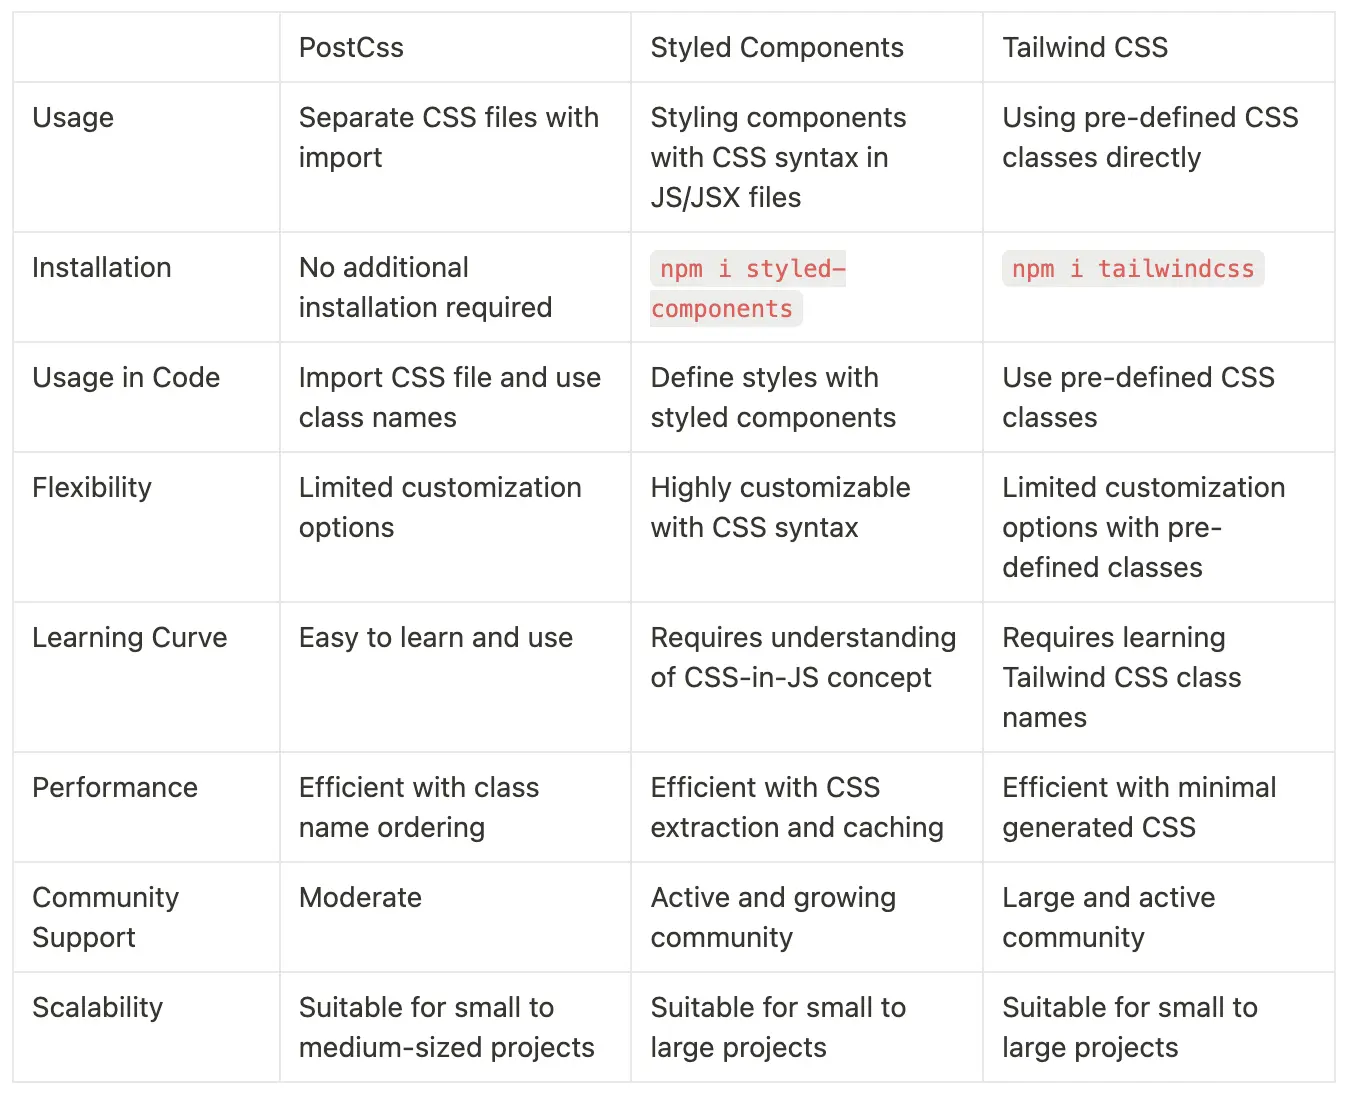 PostCss
Styled Components
Tailwind CSS
Usage
Separate CSS files with
import
Styling components
with CSS syntax in
JS/JSX files
Using pre-defined CSS
classes directly
Installation
No additional
installation required
npm i styled-
components
npm i tailwindcss
Usage in Code
Import CSS file and use
class names
Define styles with
styled components
Use pre-defined CSS
classes
Flexibility
Limited customization
options
Highly customizable
with CSS syntax
Limited customization
options with pre-
defined classes
Learning Curve
Easy to learn and use
Requires understanding
of CSS-in-JS concept
Requires learning
Tailwind CSS class
names
Performance
Efficient with class
name ordering
Efficient with CSS
extraction and caching
Efficient with minimal
generated CSS
Community
Support
Moderate
Active and growing
community
Large and active
community
Scalability
Suitable for small to
medium-sized projects
Suitable for small to
large projects
Suitable for small to
large projects